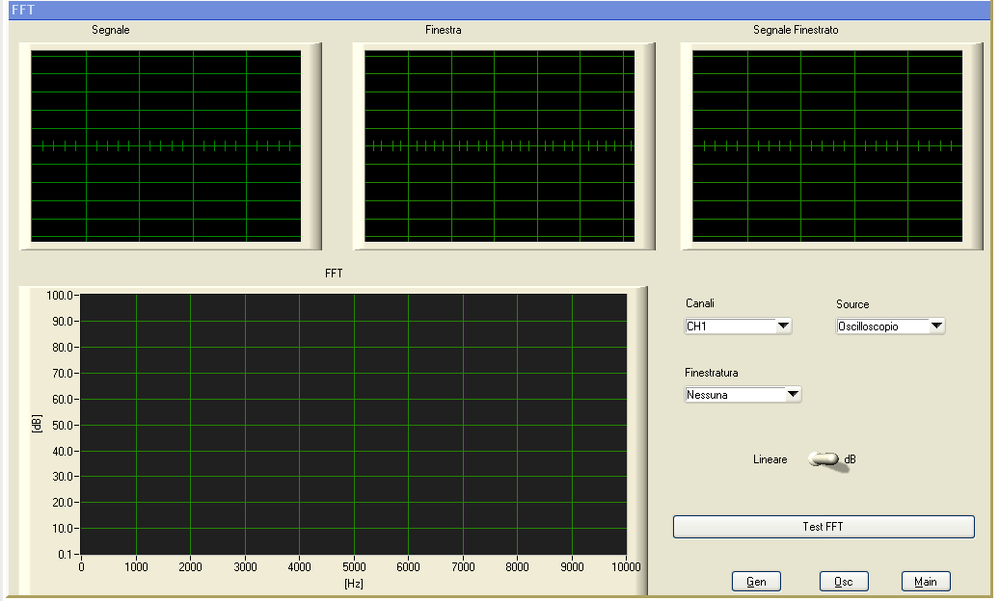 FFT
Segnale
Finestra
Segnale Finestrato
FFT
100.0
90.0
80.0
70.0
60.0
50.0
40.0
30.0
20.0
10.0
0.1
[dB]
0 1000 2000 3000 4000 5000 6000 7000 8000 9000 10000
[Hz]
Canali
CH1
Source
Oscilloscopio
Finestratura
Nessuna
Lineare
dB
Test FFT
Gen
Osc
Main